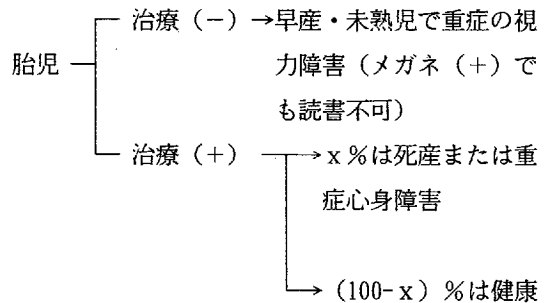 治療（−）→早産・未熟児で重症の視
胎児
力障害（メガネ（+）で
も読書不可）
治療（+）
x％は死産または重
症心身障害
（100-x）％は健康